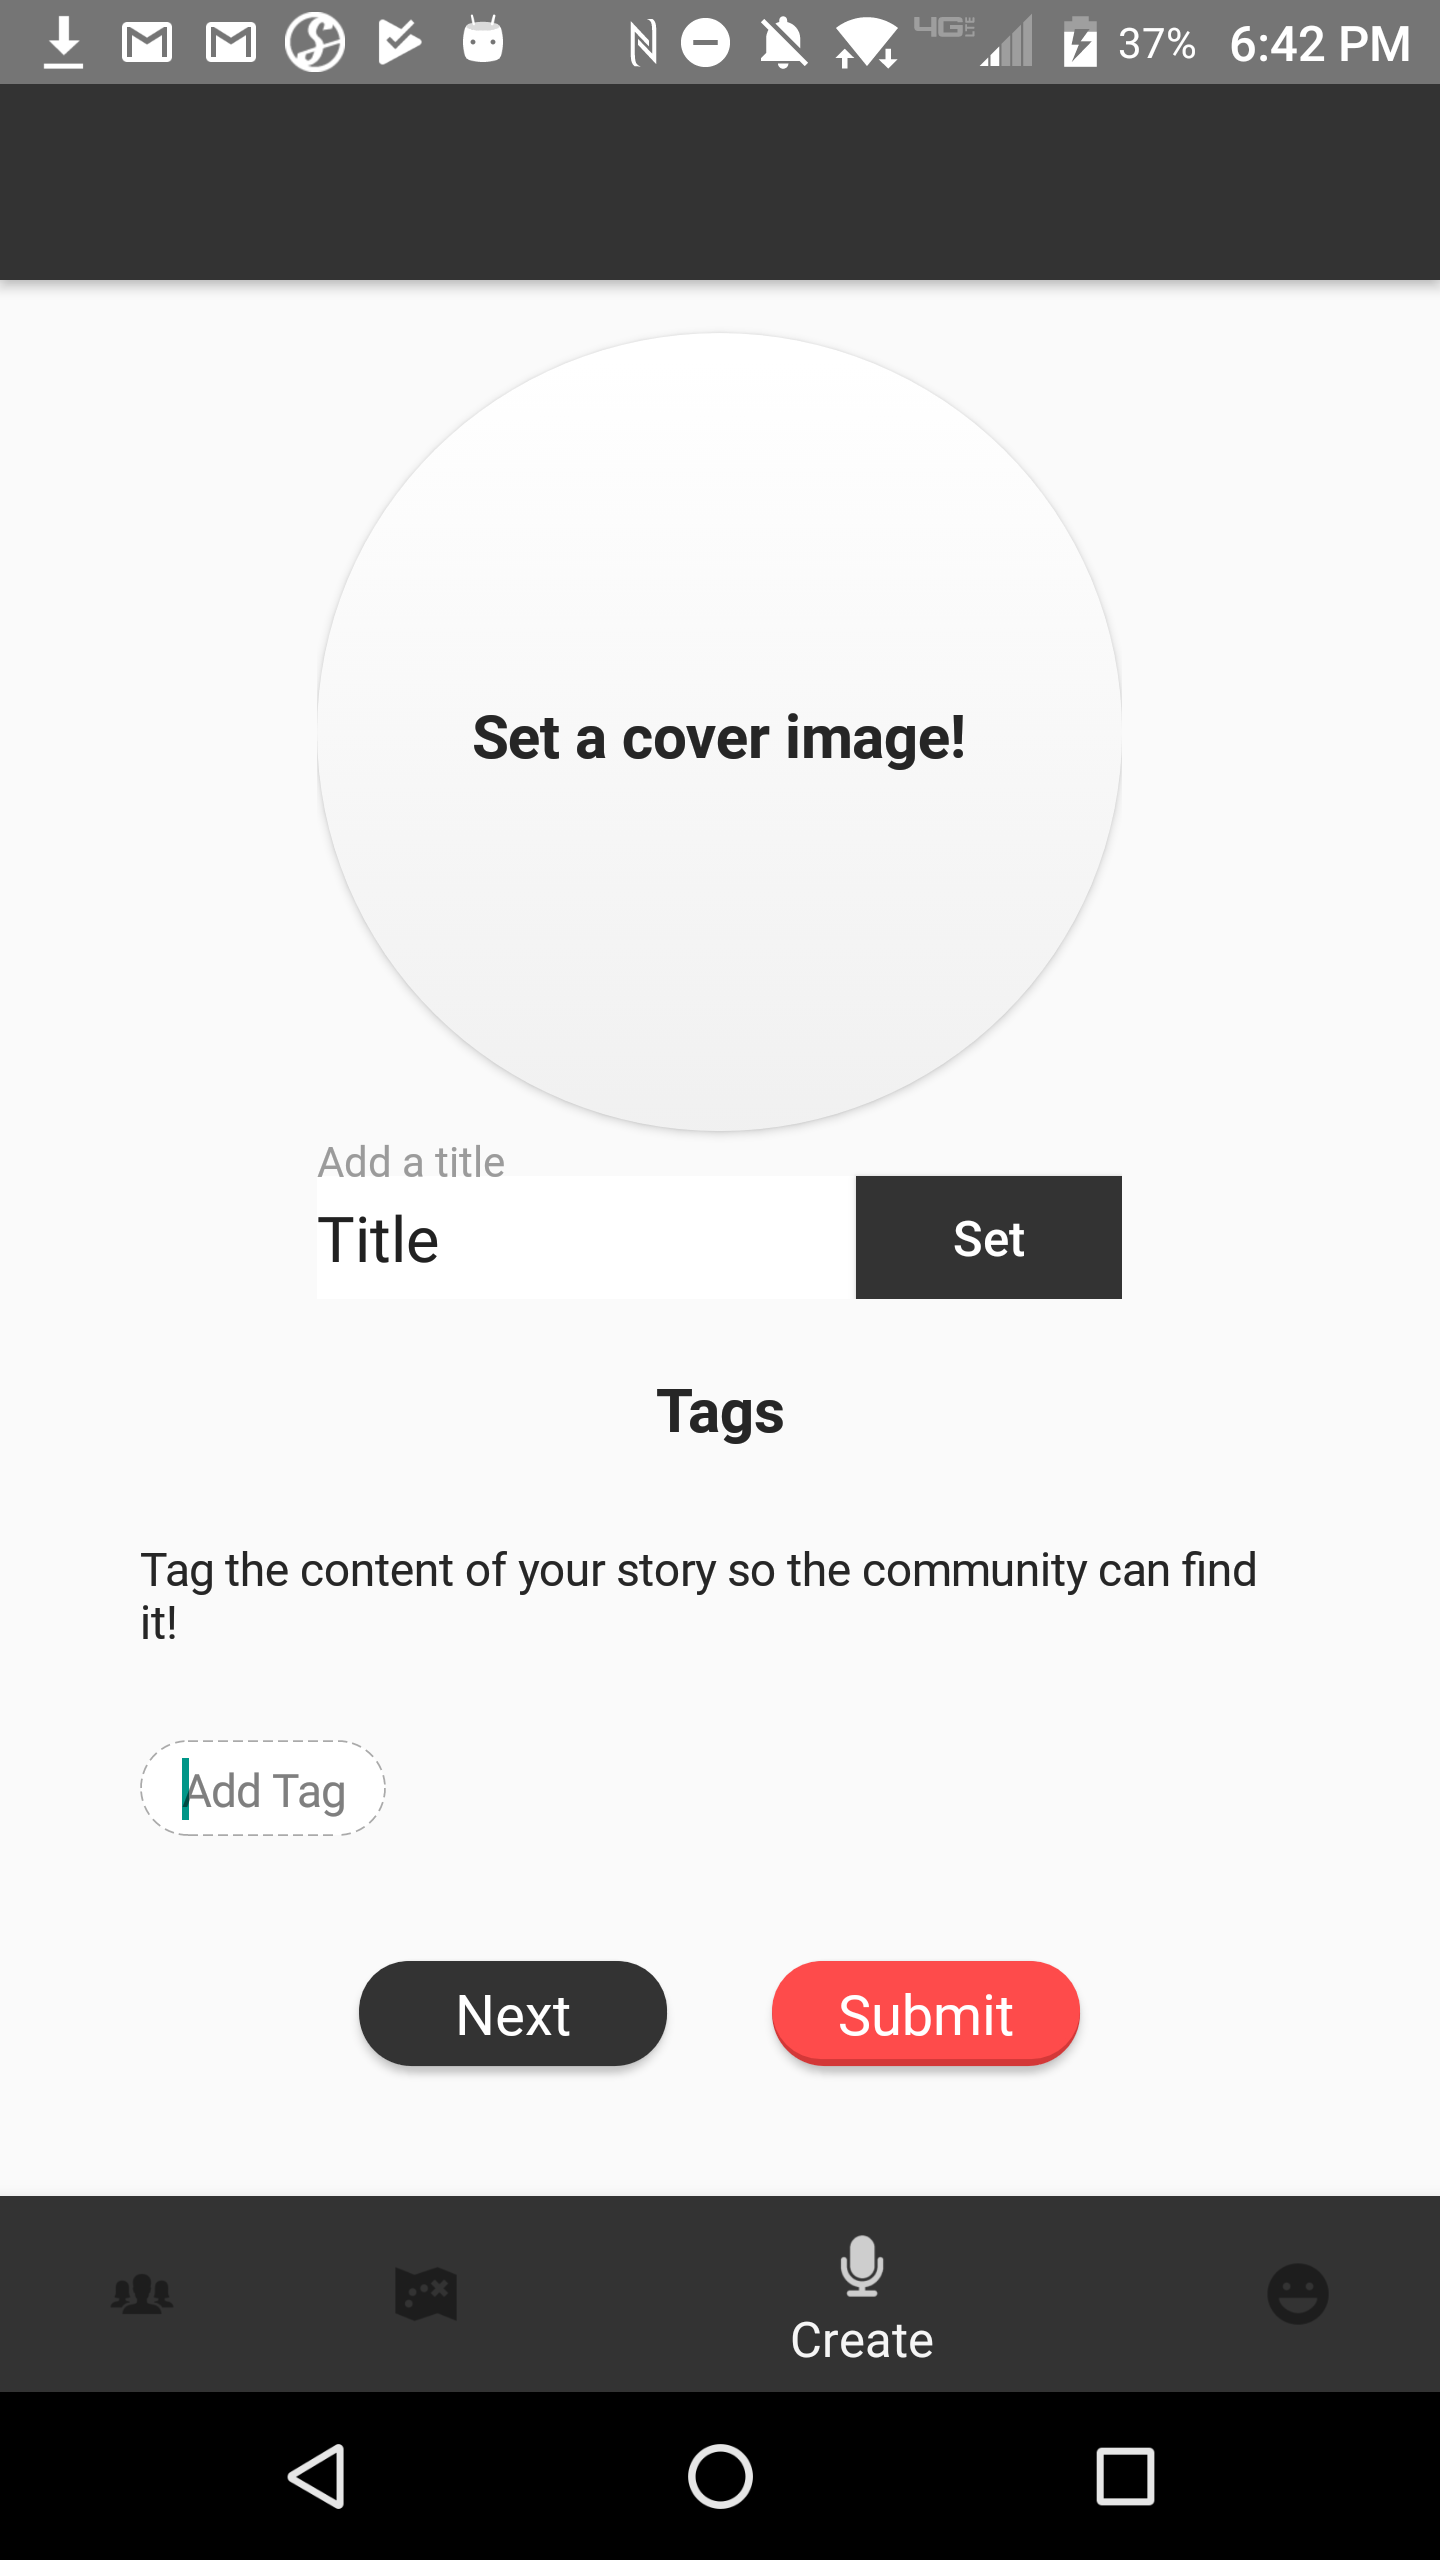 4G LTE 37% 6:42 PM
Set a cover image!
Add a title
Title
Set
Tags
Tag the content of your story so the community can find
it!
Add Tag
Next
Submit
Create